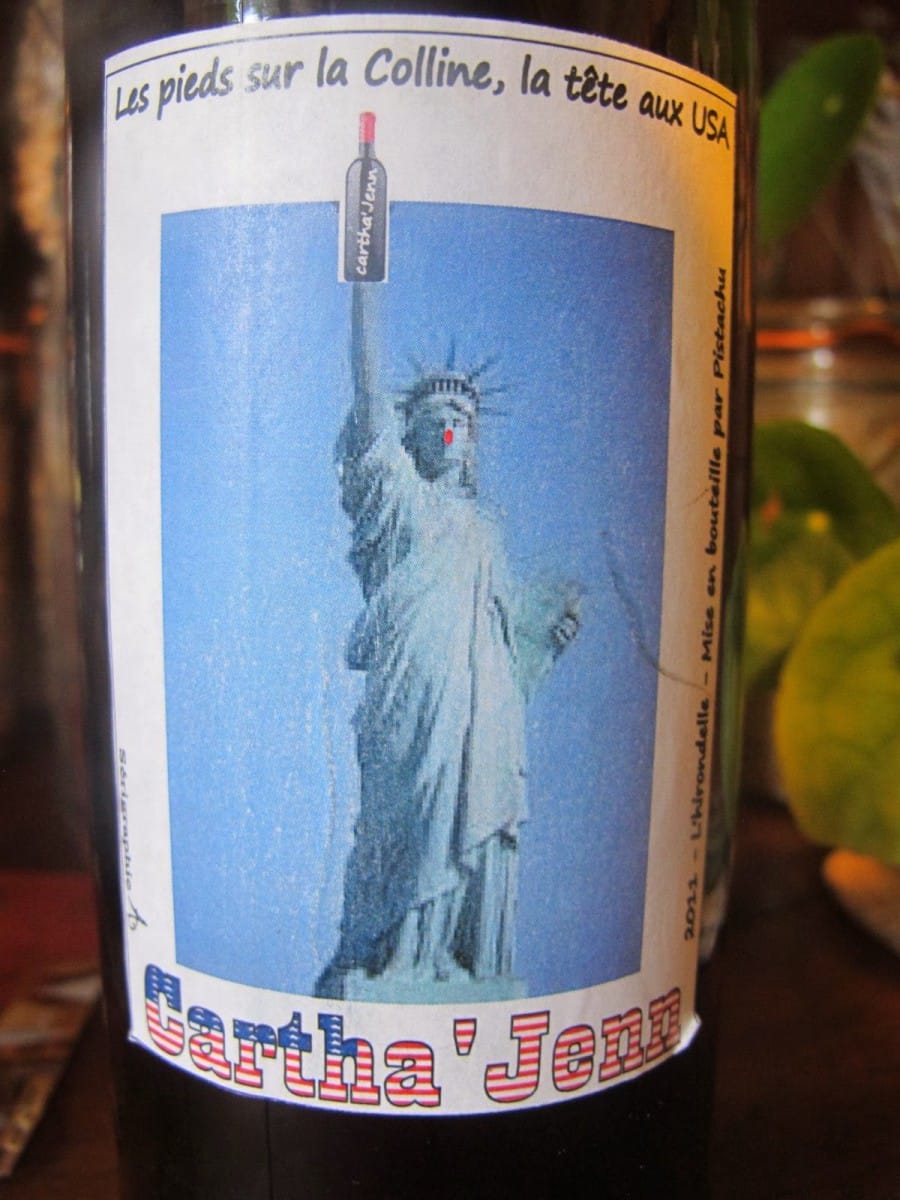 Les pieds sur la Colline, la tête aux USA
cartha'Jenn
2011 - L'hirondelle - Mise en bouteille par Pistachu
Sérigraphie
Cartha'Jenn